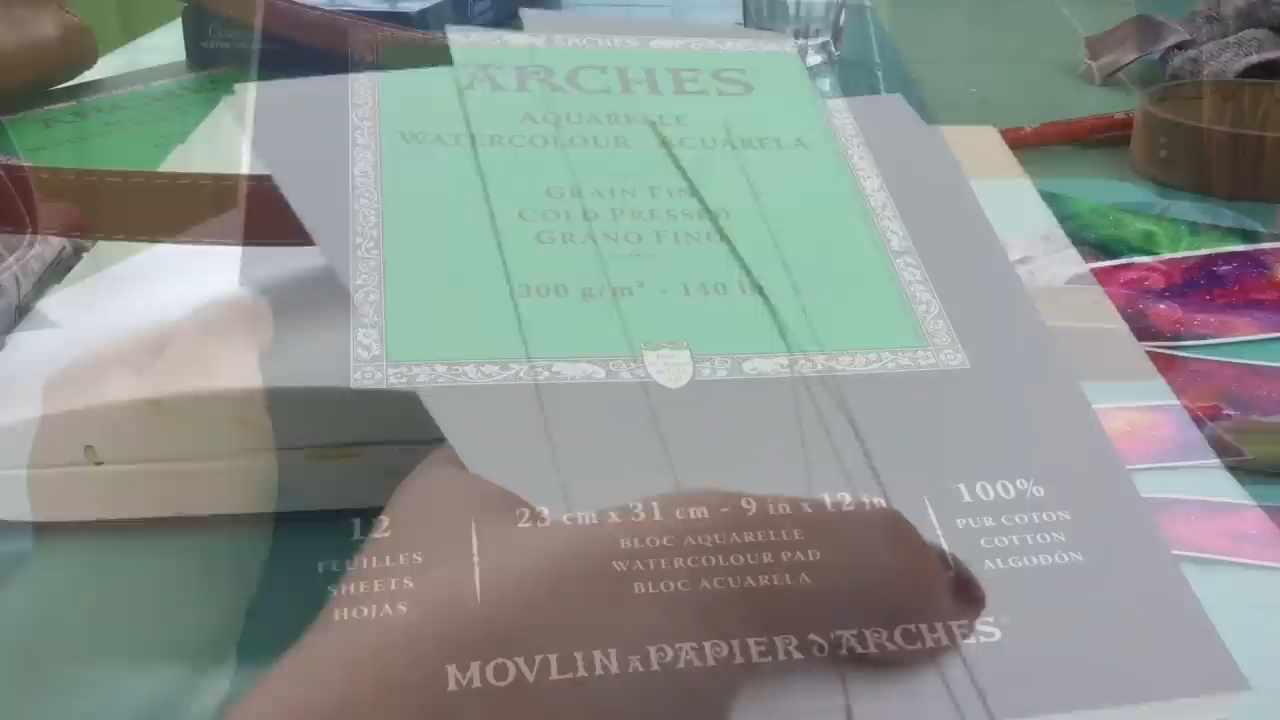 ARCHES
ARCHES
AQUARELLE
WATERCOLOUR ACUARELA
GRAIN FIN
COLD PRESSED
GRANO FINO
300 g/m² - 140 lb
12
FEUILLES
SHEETS
HOJAS
23 cm x 31 cm - 9 in x 12 in
BLOC AQUARELLE
WATERCOLOUR PAD
BLOC ACUARELA
100%
PUR COTON
COTTON
ALGODÓN
MOVLIN À PAPIER D'ARCHES®